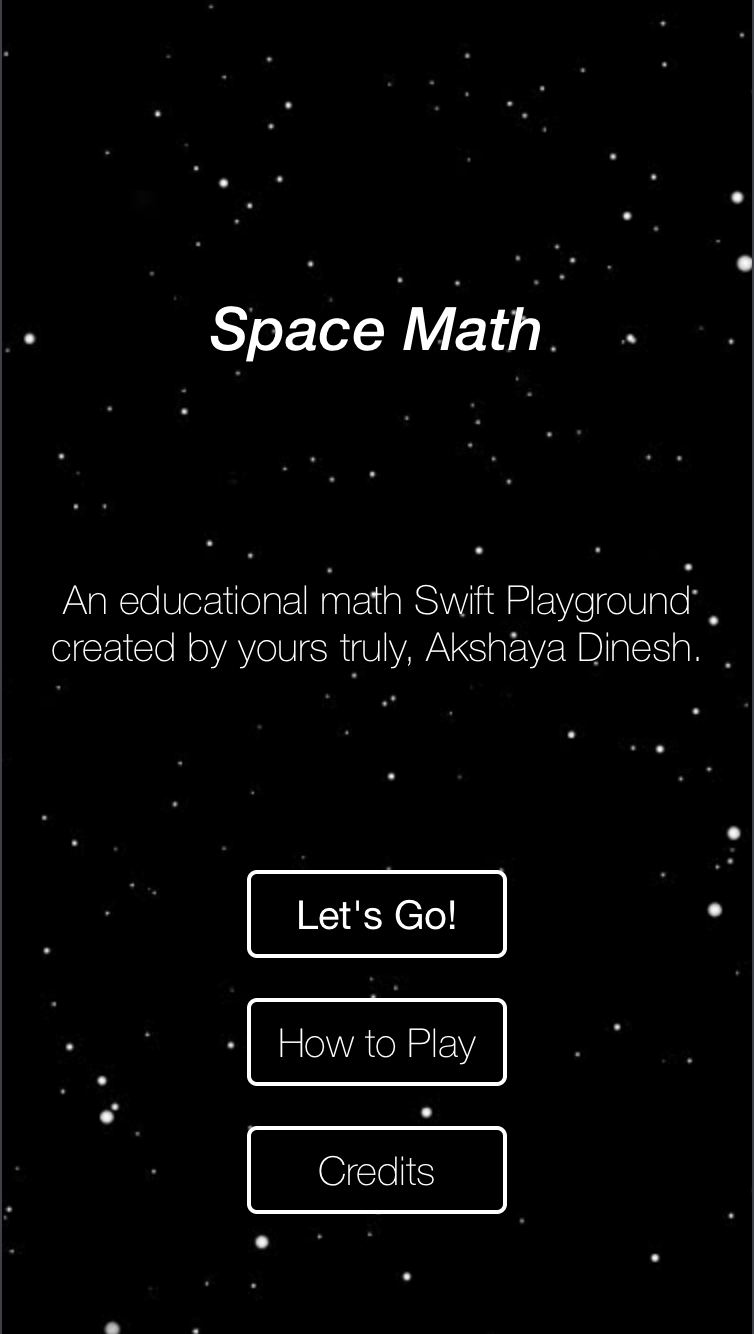 Space Math
An educational math Swift Playground
created by yours truly, Akshaya Dinesh.
Let's Go!
How to Play
Credits